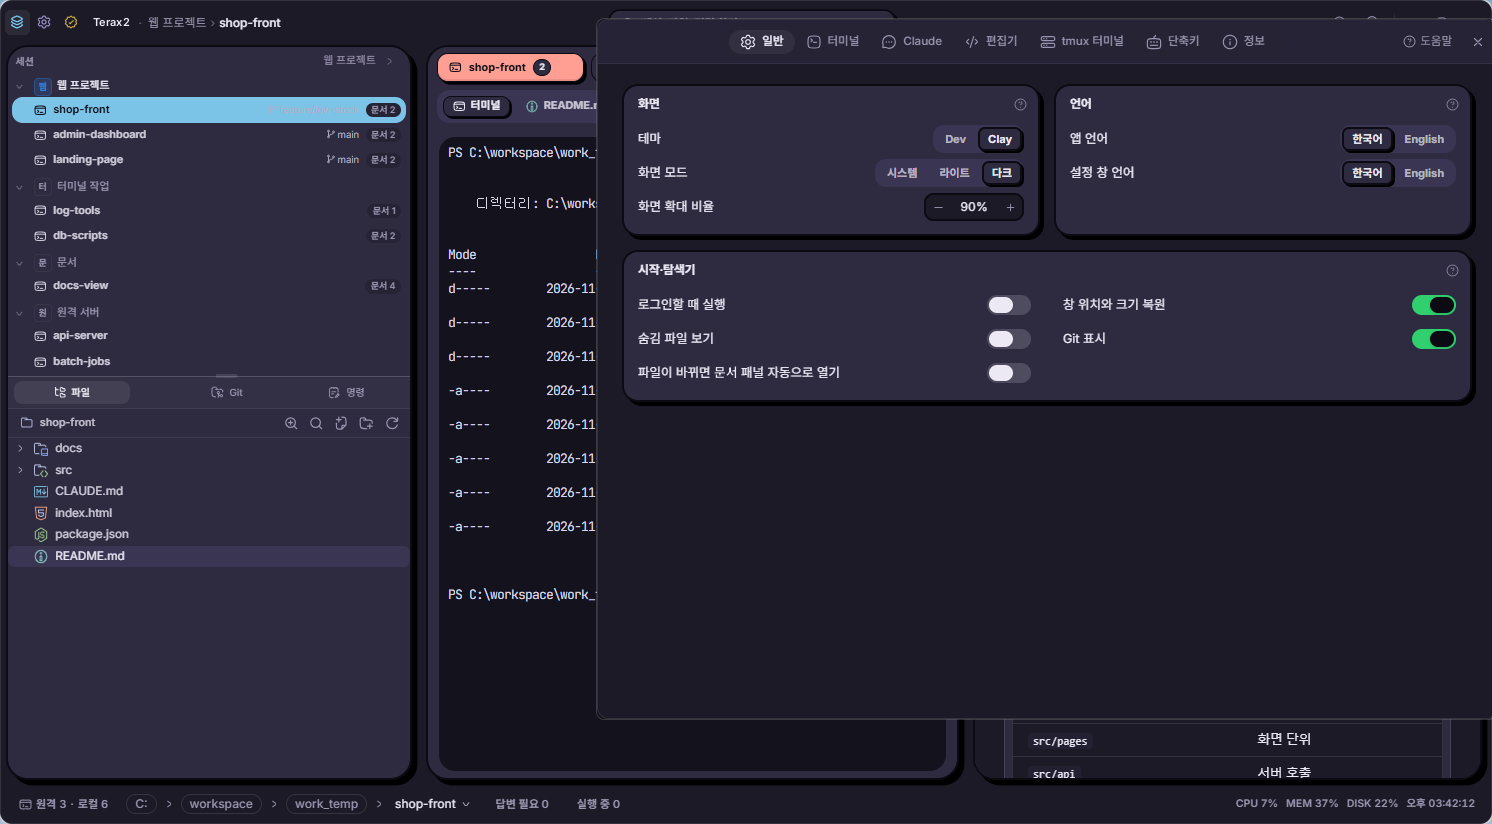 Terax2 · 웹 프로젝트 › shop-front
세션
웹 프로젝트
웹 웹 프로젝트
shop-front 문서 2
admin-dashboard main 문서 2
landing-page main 문서 2
터 터미널 작업
log-tools 문서 1
db-scripts 문서 2
문 문서
docs-view 문서 4
원 원격 서버
api-server
batch-jobs
파일 Git 명령
shop-front
docs
src
CLAUDE.md
index.html
package.json
README.md
shop-front 2
터미널 README.m
PS C:\workspace\work_
디렉터리: C:\work
Mode
----
d----- 2026-11
d----- 2026-11
d----- 2026-11
-a---- 2026-11
-a---- 2026-11
-a---- 2026-11
-a---- 2026-11
-a---- 2026-11
PS C:\workspace\work_
일반 터미널 Claude 편집기 tmux 터미널 단축키 정보 도움말
화면
테마 Dev Clay
화면 모드 시스템 라이트 다크
화면 확대 비율 − 90% +
언어
앱 언어 한국어 English
설정 창 언어 한국어 English
시작·탐색기
로그인할 때 실행 창 위치와 크기 복원
숨김 파일 보기 Git 표시
파일이 바뀌면 문서 패널 자동으로 열기
src/pages 화면 단위
src/api 서버 호출
원격 3 · 로컬 6 C: › workspace › work_temp › shop-front 답변 필요 0 실행 중 0
CPU 7% MEM 37% DISK 22% 오후 03:42:12